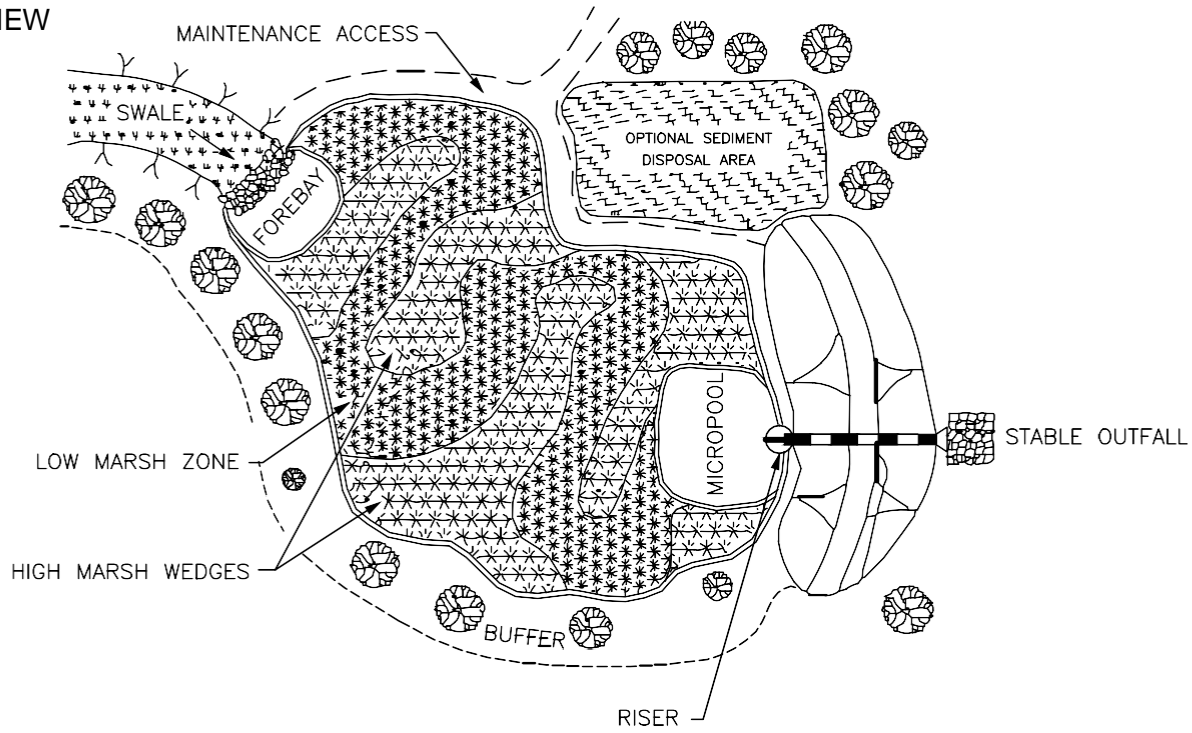 MAINTENANCE ACCESS
SWALE
OPTIONAL SEDIMENT
DISPOSAL AREA
FOREBAY
MICROPOOL
STABLE OUTFALL
LOW MARSH ZONE
HIGH MARSH WEDGES
BUFFER
RISER